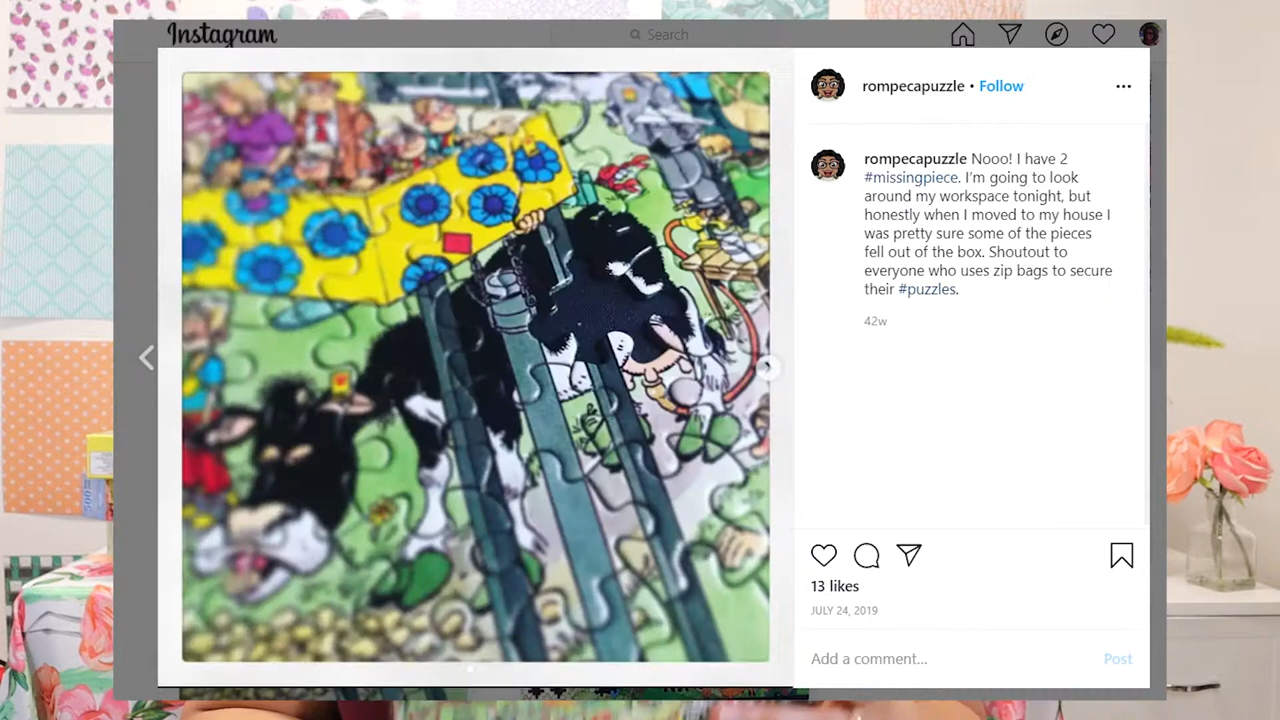 Instagram
Search
rompecapuzzle • Follow
rompecapuzzle Nooo! I have 2
#missingpiece. I'm going to look
around my workspace tonight, but
honestly when I moved to my house I
was pretty sure some of the pieces
fell out of the box. Shoutout to
everyone who uses zip bags to secure
their #puzzles.
42w
13 likes
JULY 24, 2019
Add a comment...
Post
500